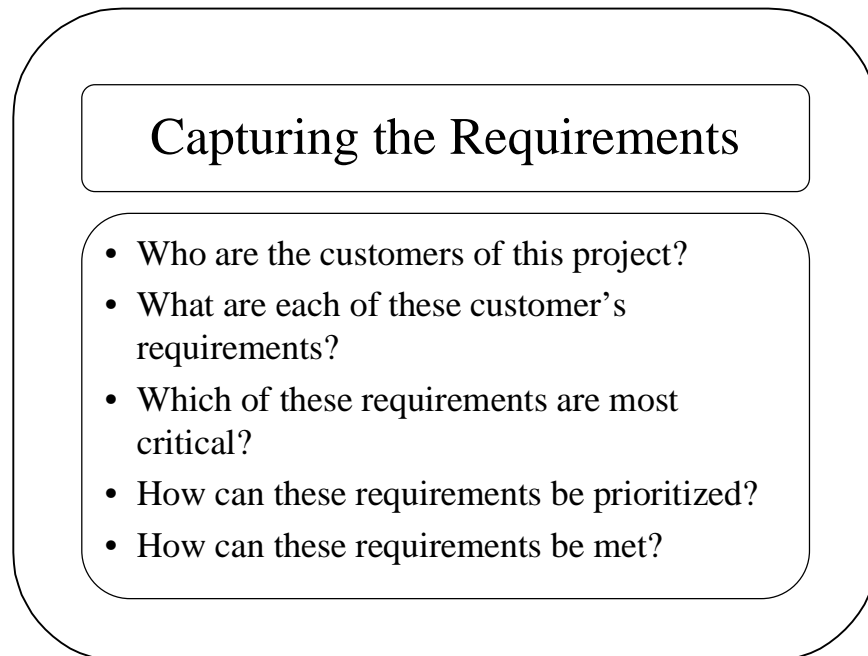 Capturing the Requirements
• Who are the customers of this project?
• What are each of these customer's
requirements?
• Which of these requirements are most
critical?
• How can these requirements be prioritized?
• How can these requirements be met?